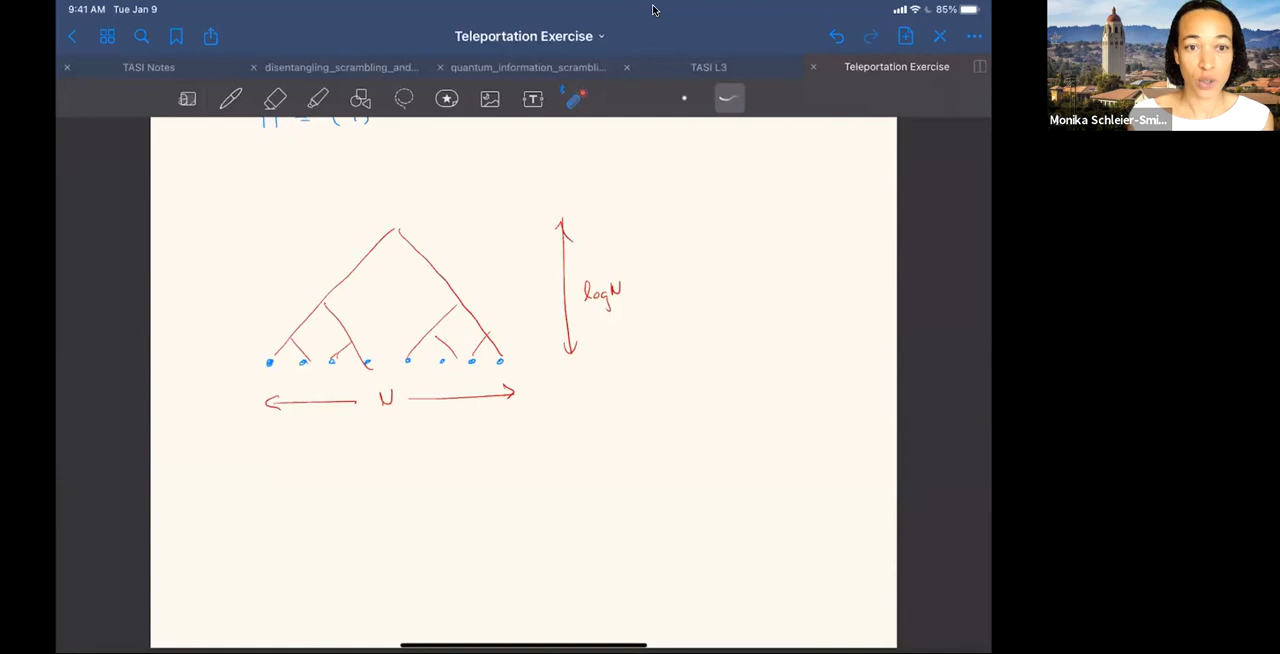 9:41 AM Tue Jan 9
85%
Teleportation Exercise
TASI Notes
disentangling_scrambling_and...
quantum_information_scrambli...
TASI L3
Teleportation Exercise
T
log N
N
Monika Schleier-Smi...